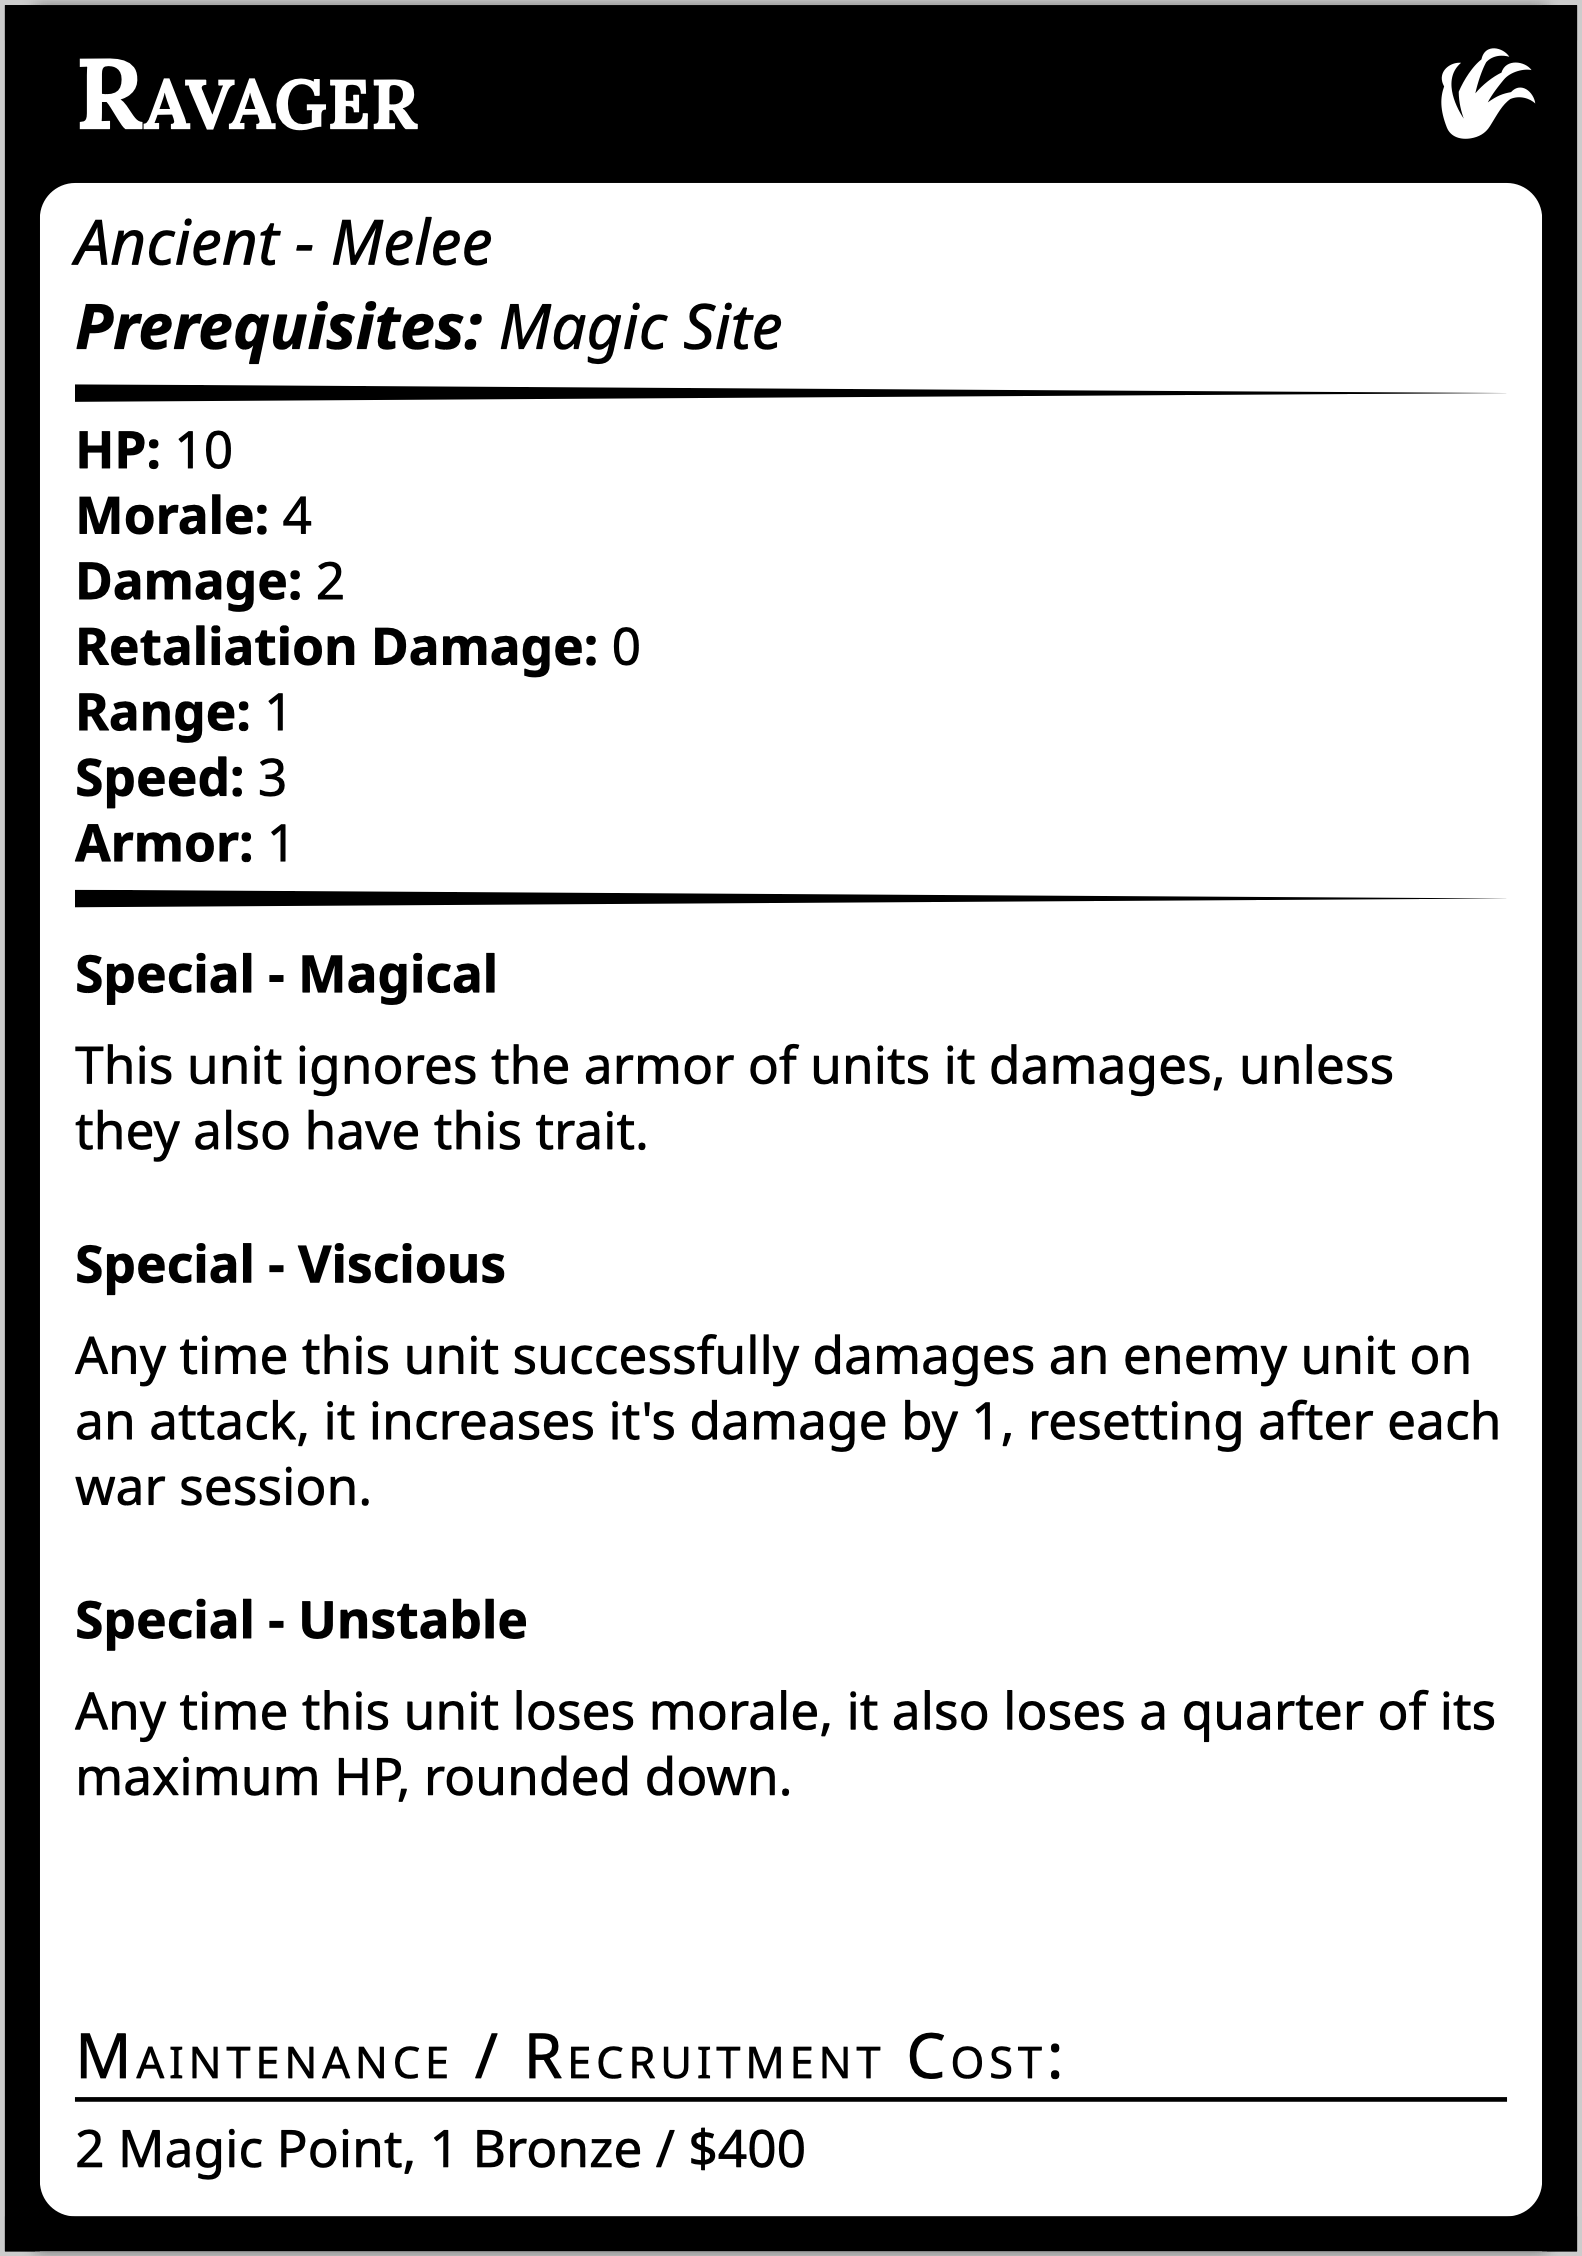 Ravager
Ancient - Melee
Prerequisites: Magic Site
HP: 10
Morale: 4
Damage: 2
Retaliation Damage: 0
Range: 1
Speed: 3
Armor: 1
Special - Magical
This unit ignores the armor of units it damages, unless
they also have this trait.
Special - Viscious
Any time this unit successfully damages an enemy unit on
an attack, it increases it's damage by 1, resetting after each
war session.
Special - Unstable
Any time this unit loses morale, it also loses a quarter of its
maximum HP, rounded down.
Maintenance / Recruitment Cost:
2 Magic Point, 1 Bronze / $400